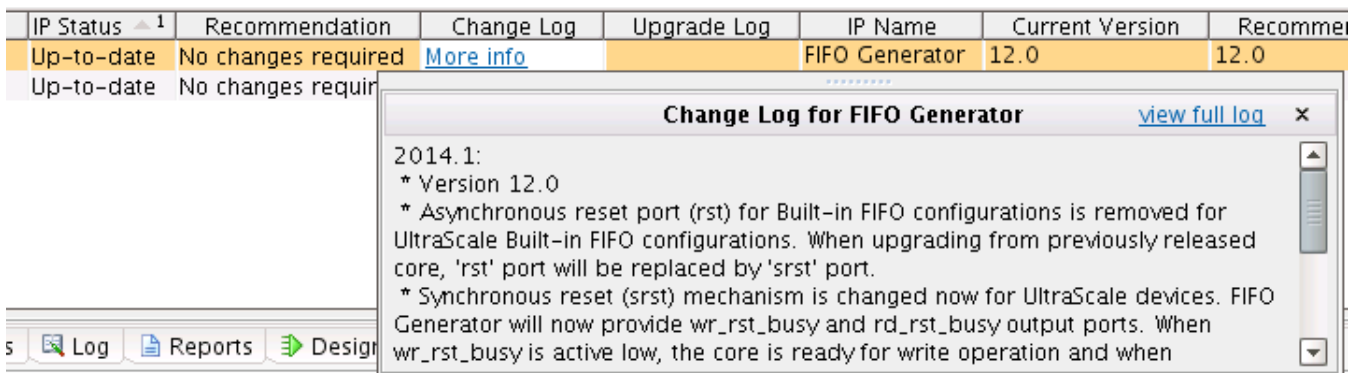 IP Status 1 Recommendation Change Log Upgrade Log IP Name Current Version Recommen
Up-to-date No changes required More info FIFO Generator 12.0 12.0
Up-to-date No changes requir
Change Log for FIFO Generator view full log ×
2014.1:
* Version 12.0
* Asynchronous reset port (rst) for Built-in FIFO configurations is removed for
UltraScale Built-in FIFO configurations. When upgrading from previously released
core, 'rst' port will be replaced by 'srst' port.
* Synchronous reset (srst) mechanism is changed now for UltraScale devices. FIFO
Generator will now provide wr_rst_busy and rd_rst_busy output ports. When
wr_rst_busy is active low, the core is ready for write operation and when
s Log Reports Design